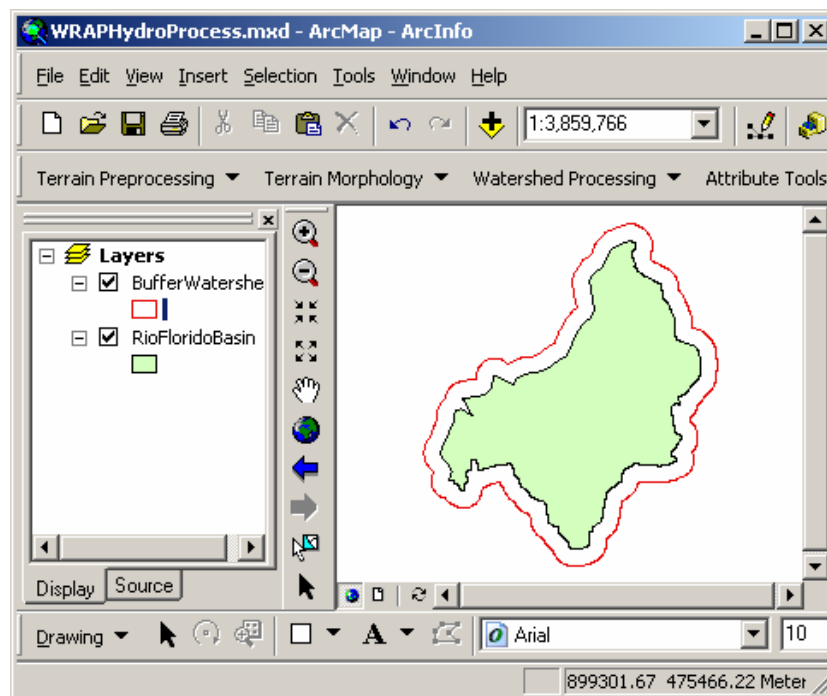 WRAPHydroProcess.mxd - ArcMap - ArcInfo
File Edit View Insert Selection Tools Window Help
1:3,859,766
Terrain Preprocessing Terrain Morphology Watershed Processing Attribute Tools
Layers
BufferWatershe
RioFloridoBasin
Display Source
Drawing A Arial 10
899301.67 475466.22 Meter